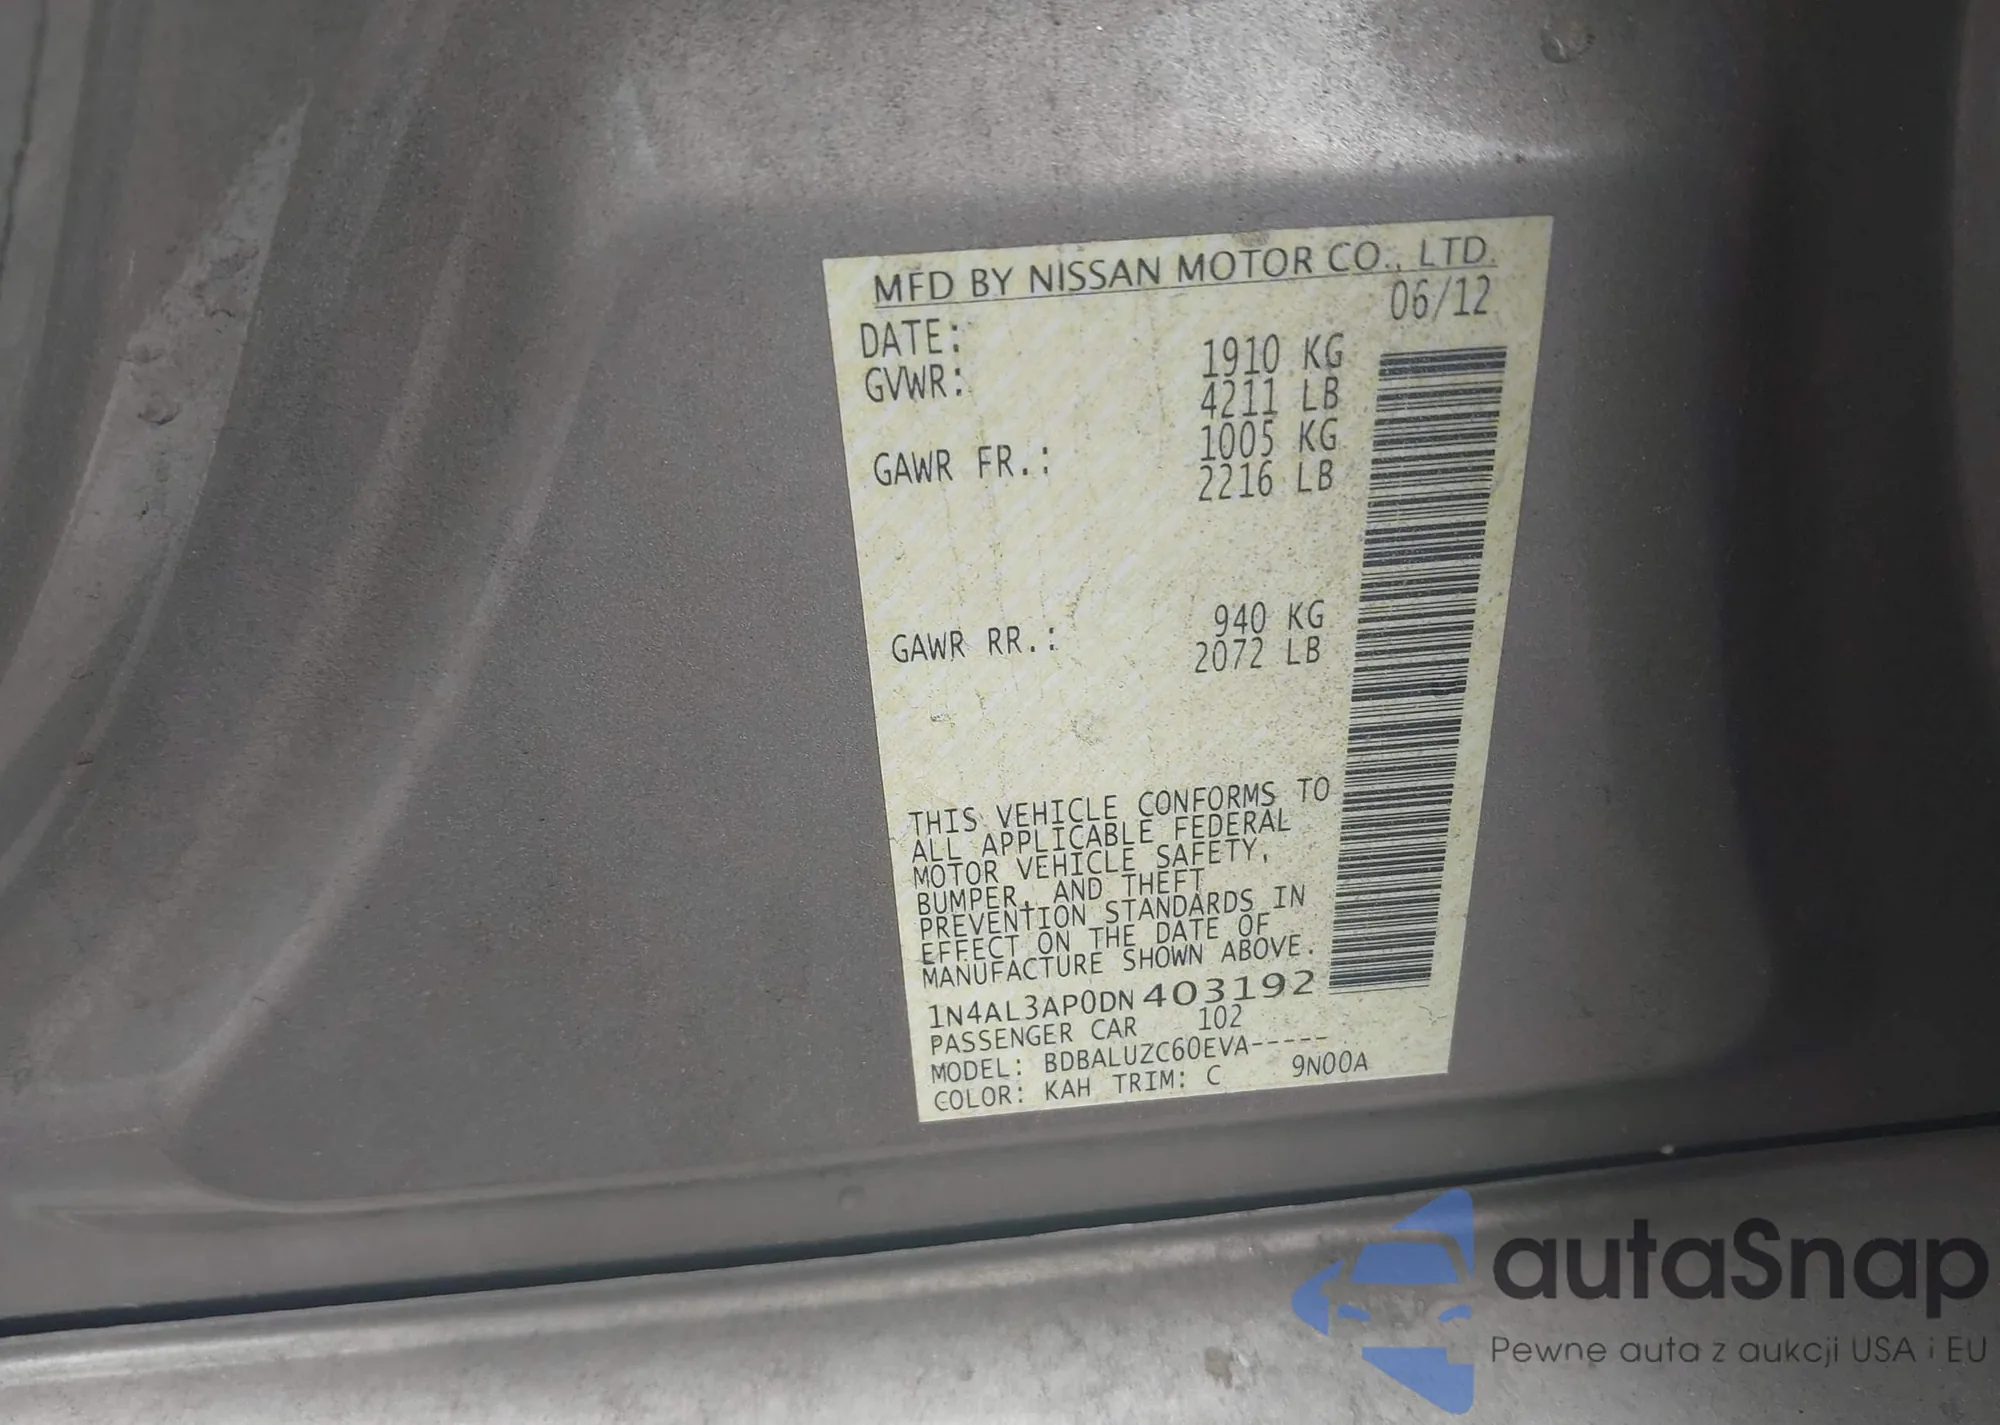 MFD BY NISSAN MOTOR CO., LTD.
DATE: 06/12
GVWR: 1910 KG
4211 LB
GAWR FR.: 1005 KG
2216 LB
GAWR RR.: 940 KG
2072 LB
THIS VEHICLE CONFORMS TO
ALL APPLICABLE FEDERAL
MOTOR VEHICLE SAFETY,
BUMPER, AND THEFT
PREVENTION STANDARDS IN
EFFECT ON THE DATE OF
MANUFACTURE SHOWN ABOVE.
1N4AL3AP0DN403192
PASSENGER CAR 102
MODEL: BDBALUZC60EVA-----
COLOR: KAH TRIM: C 9N00A
autaSnap
Pewne auta z aukcji USA i EU